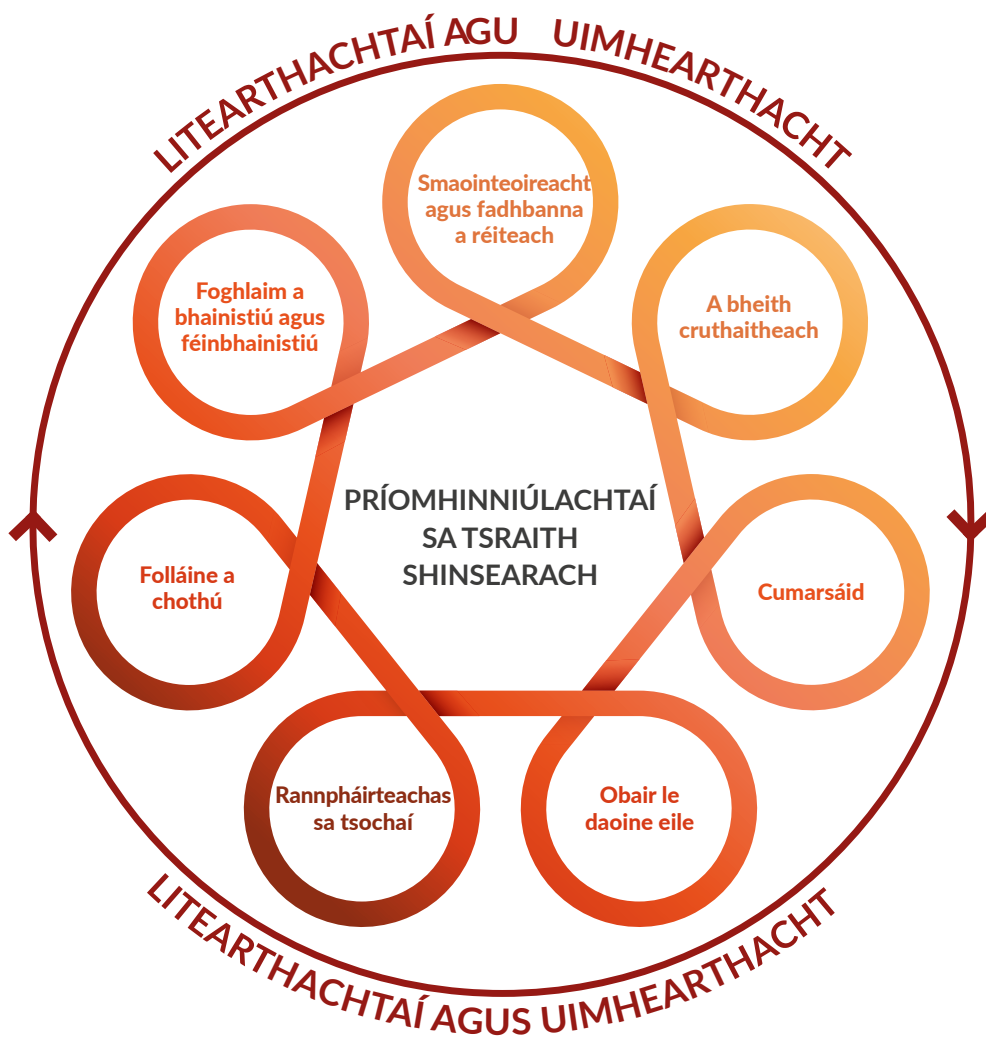 LITEARTHACHTAÍ AGU UIMHEARTHACHT
Smaointeoireacht
agus fadhbanna
a réiteach
A bheith
cruthaitheach
Cumarsáid
Obair le
daoine eile
Rannpháirteachas
sa tsochaí
Folláine a
chothú
Foghlaim a
bhainistiú agus
féinbhainistiú
PRÍOMHINNIÚLACHTAÍ
SA TSRAITH
SHINSEARACH
LITEARTHACHTAÍ AGUS UIMHEARTHACHT